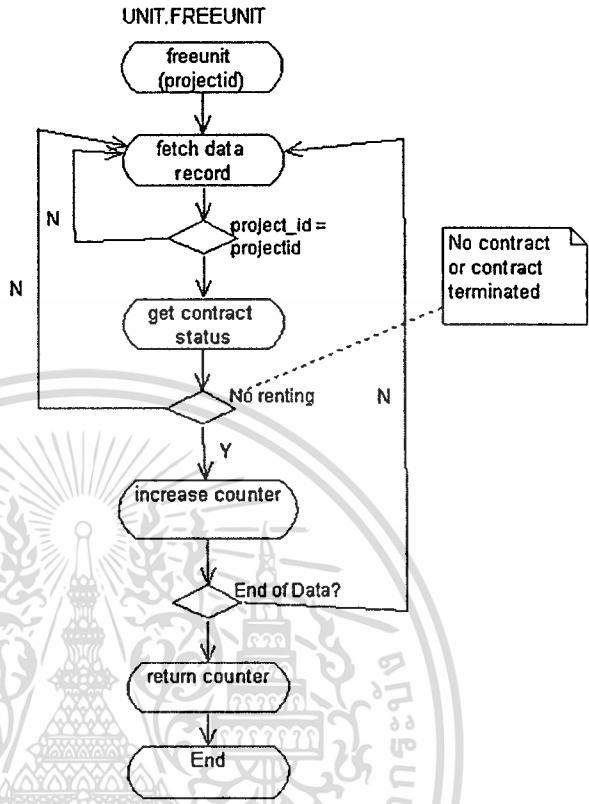 UNIT.FREEUNIT
freeunit
(projectid)
fetch data
record
N
project_id =
projectid
No contract
or contract
terminated
N
get contract
status
No renting
N
Y
increase counter
End of Data?
return counter
End